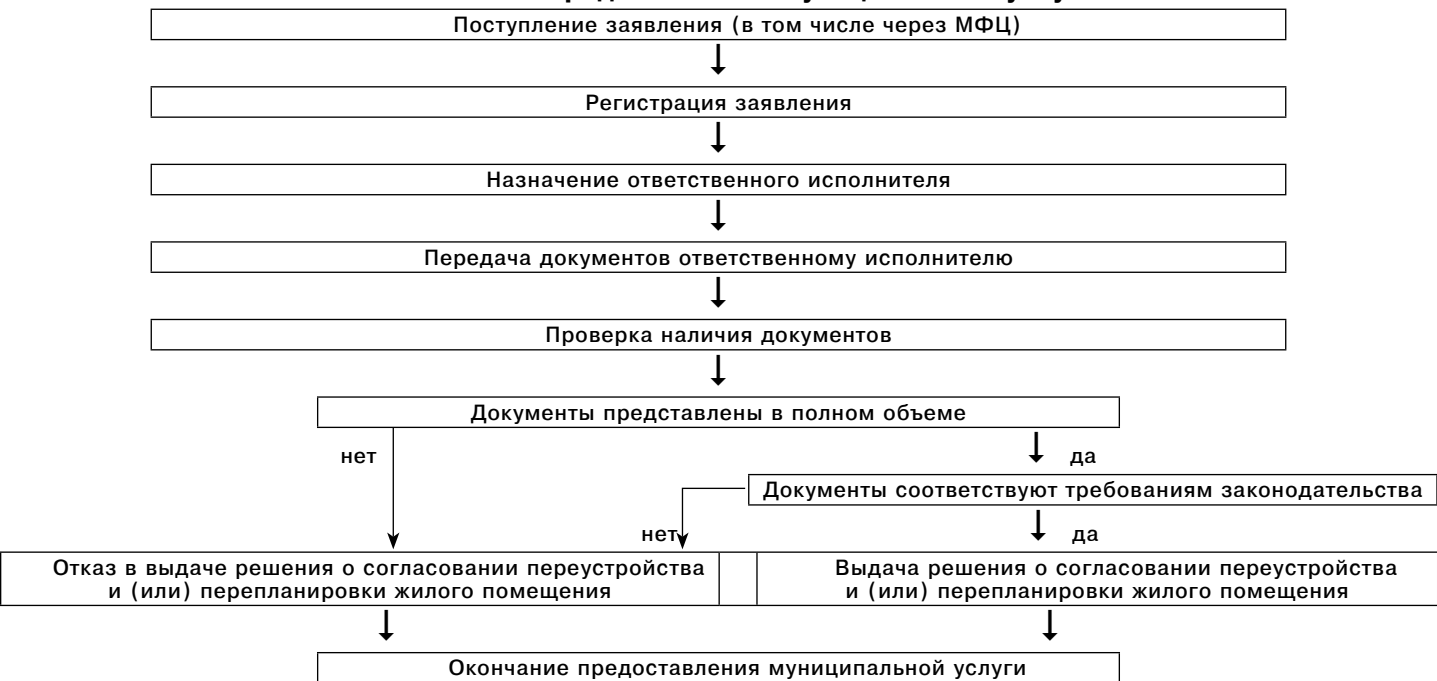 Поступление заявления (в том числе через МФЦ)
Регистрация заявления
Назначение ответственного исполнителя
Передача документов ответственному исполнителю
Проверка наличия документов
Документы представлены в полном объеме
нет
да
Документы соответствуют требованиям законодательства
нет
да
Отказ в выдаче решения о согласовании переустройства
и (или) перепланировки жилого помещения
Выдача решения о согласовании переустройства
и (или) перепланировки жилого помещения
Окончание предоставления муниципальной услуги